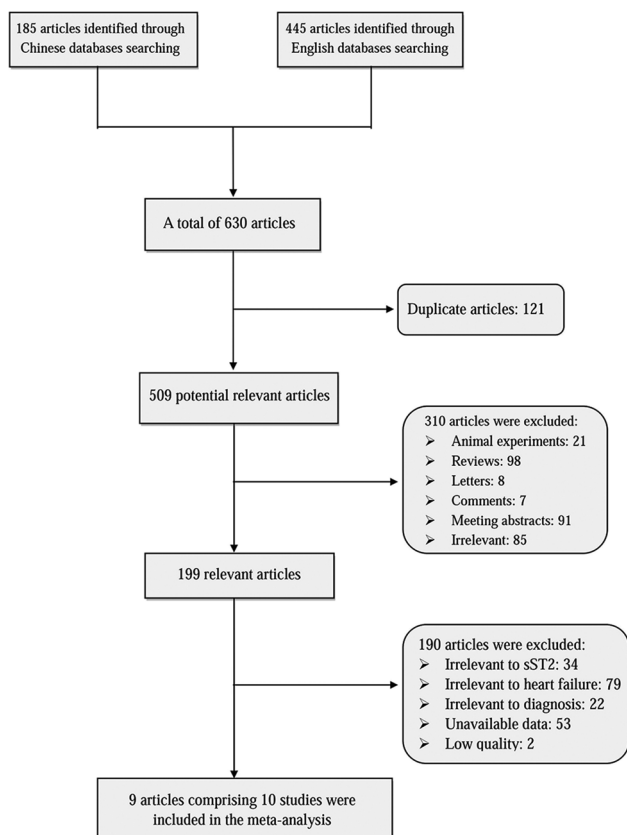 185 articles identified through
Chinese databases searching
445 articles identified through
English databases searching
A total of 630 articles
Duplicate articles: 121
509 potential relevant articles
310 articles were excluded:
➢ Animal experiments: 21
➢ Reviews: 98
➢ Letters: 8
➢ Comments: 7
➢ Meeting abstracts: 91
➢ Irrelevant: 85
199 relevant articles
190 articles were excluded:
➢ Irrelevant to sST2: 34
➢ Irrelevant to heart failure: 79
➢ Irrelevant to diagnosis: 22
➢ Unavailable data: 53
➢ Low quality: 2
9 articles comprising 10 studies were
included in the meta-analysis